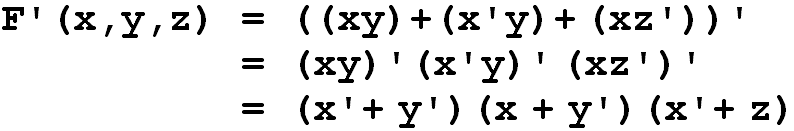 F'(x,y,z) = ((xy)+(x'y)+ (xz'))'
= (xy)'(x'y)' (xz')'
= (x'+ y')(x + y')(x'+ z)